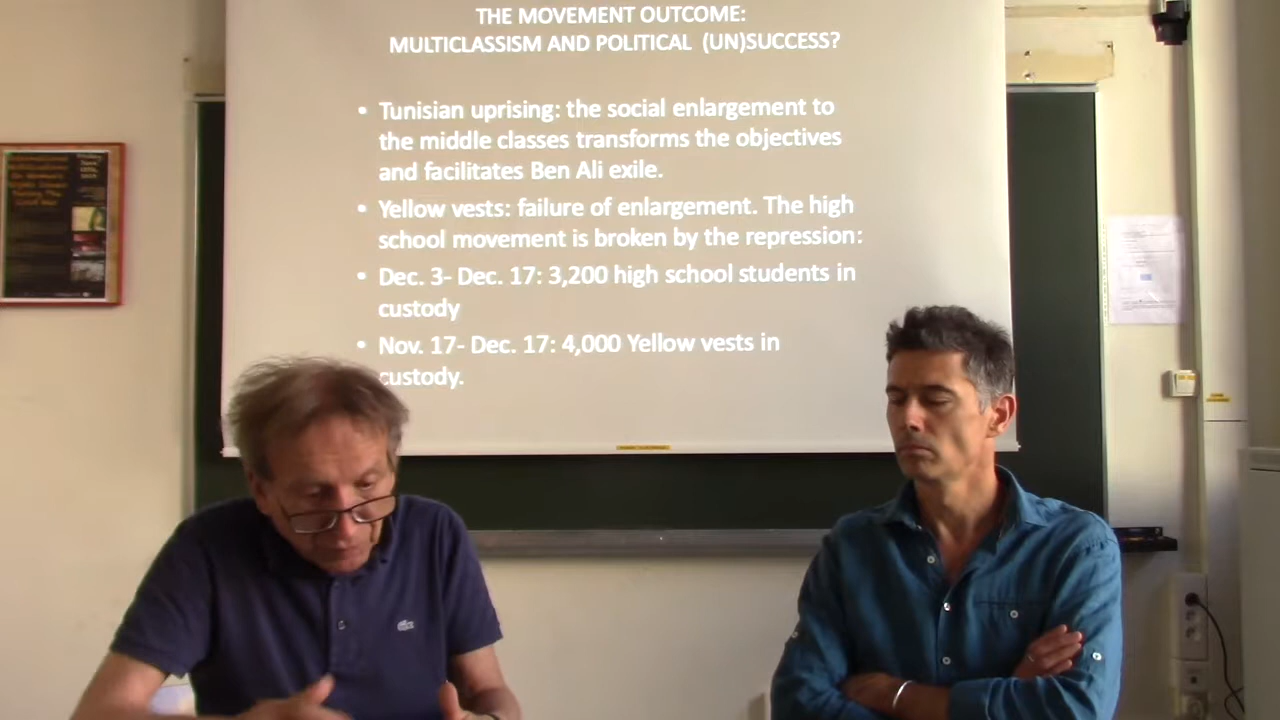 THE MOVEMENT OUTCOME:
MULTICLASSISM AND POLITICAL (UN)SUCCESS?
• Tunisian uprising: the social enlargement to
the middle classes transforms the objectives
and facilitates Ben Ali exile.
• Yellow vests: failure of enlargement. The high
school movement is broken by the repression:
• Dec. 3- Dec. 17: 3,200 high school students in
custody
• Nov. 17- Dec. 17: 4,000 Yellow vests in
custody.